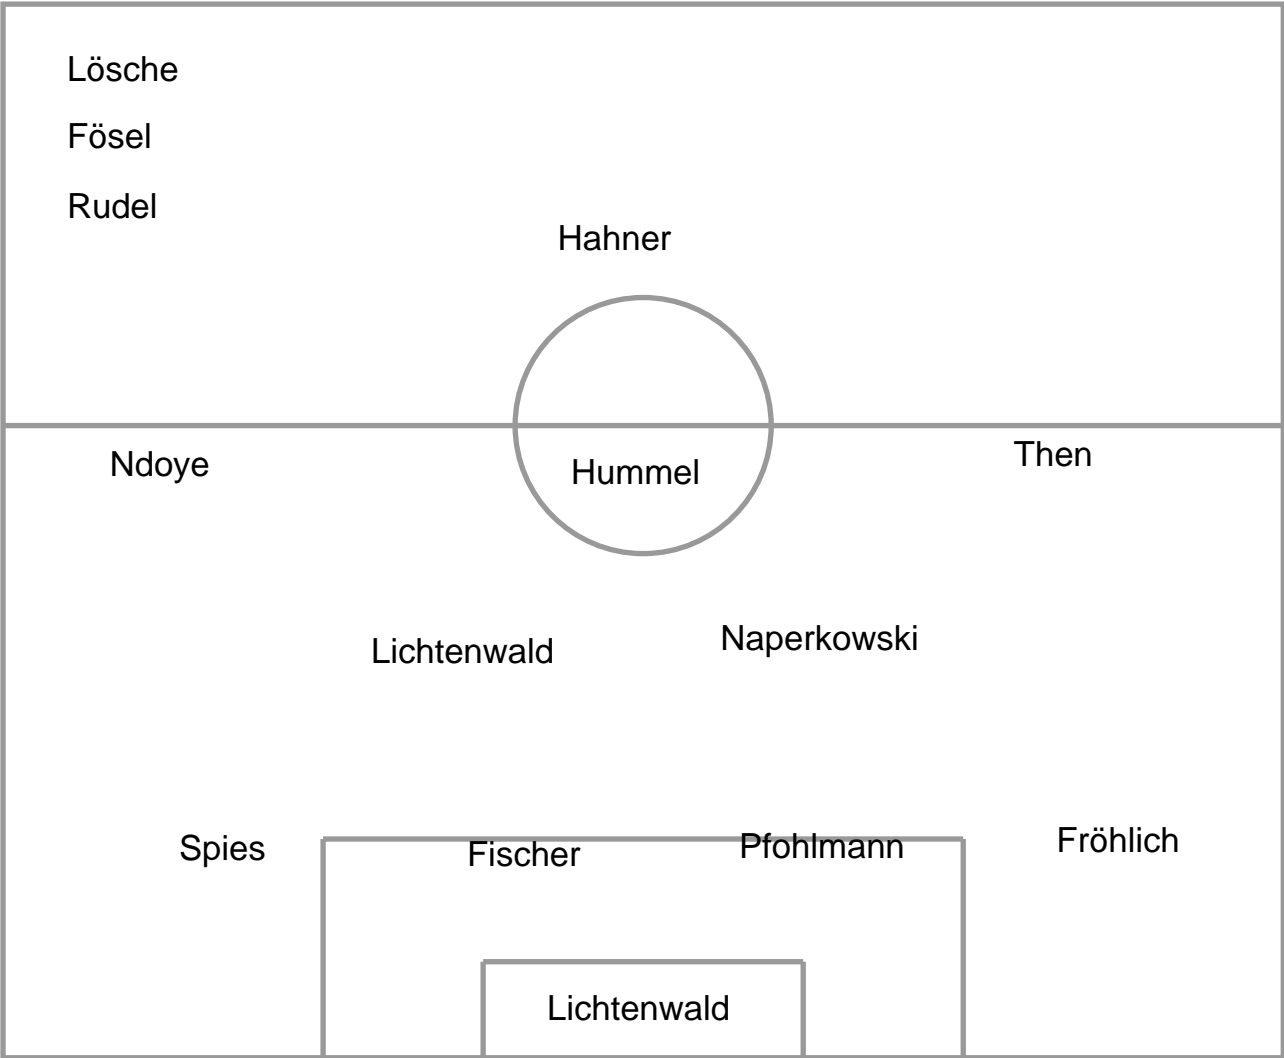 Lösche
Fösel
Rudel
Hahner
Ndoye
Hummel
Then
Lichtenwald
Naperkowski
Spies
Fischer
Pfohlmann
Fröhlich
Lichtenwald